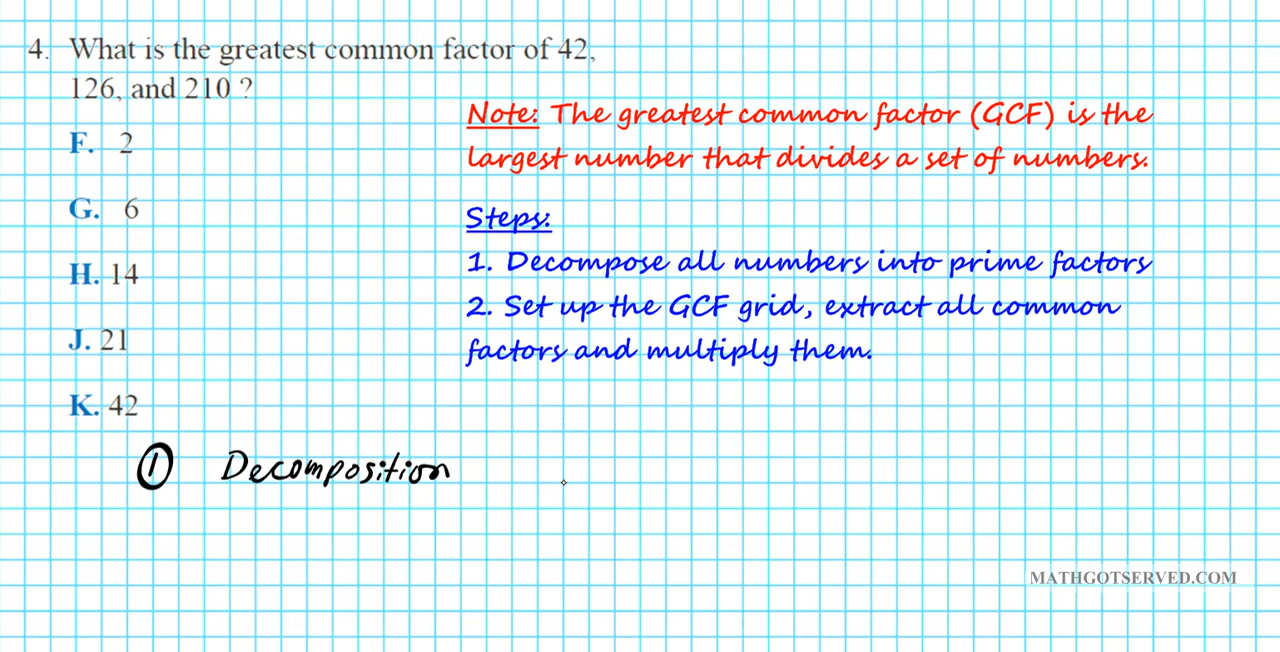 4. What is the greatest common factor of 42,
126, and 210 ?
F. 2
G. 6
H. 14
J. 21
K. 42
Note: The greatest common factor (GCF) is the
largest number that divides a set of numbers.
Steps:
1. Decompose all numbers into prime factors
2. Set up the GCF grid, extract all common
factors and multiply them.
① Decomposition
MATHGOTSERVED.COM